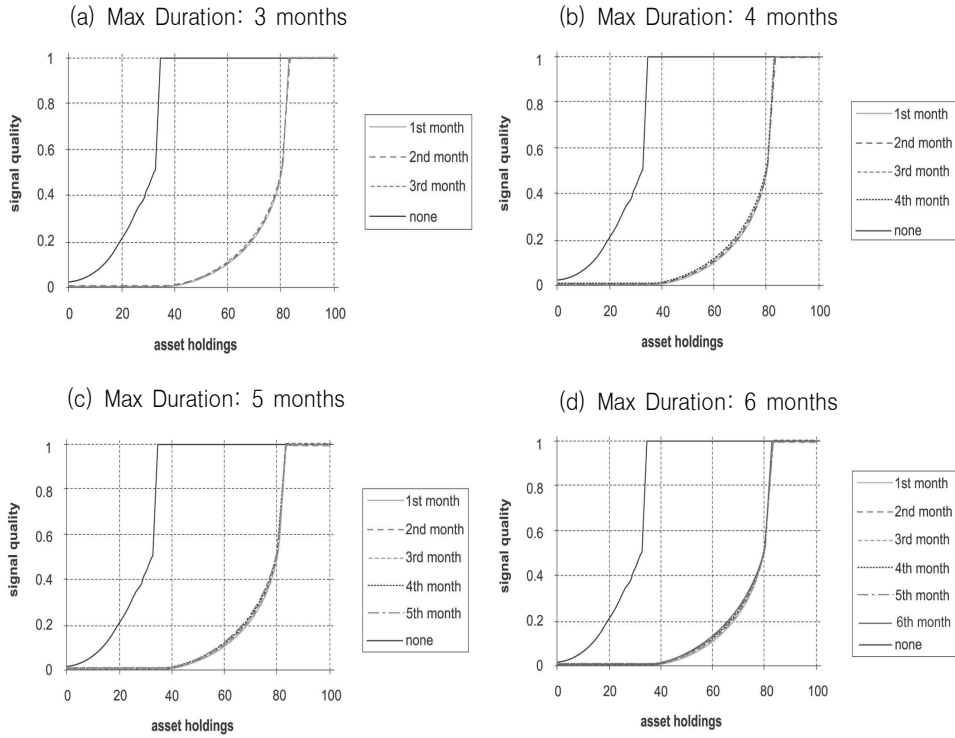 (a) Max Duration: 3 months
1
0.8
0.6
0.4
0.2
0
signal quality
0 20 40 60 80 100
asset holdings
1st month
2nd month
3rd month
none
(b) Max Duration: 4 months
1
0.8
0.6
0.4
0.2
0
signal quality
0 20 40 60 80 100
asset holdings
1st month
2nd month
3rd month
4th month
none
(c) Max Duration: 5 months
1
0.8
0.6
0.4
0.2
0
signal quality
0 20 40 60 80 100
asset holdings
1st month
2nd month
3rd month
4th month
5th month
none
(d) Max Duration: 6 months
1
0.8
0.6
0.4
0.2
0
signal quality
0 20 40 60 80 100
asset holdings
1st month
2nd month
3rd month
4th month
5th month
6th month
none